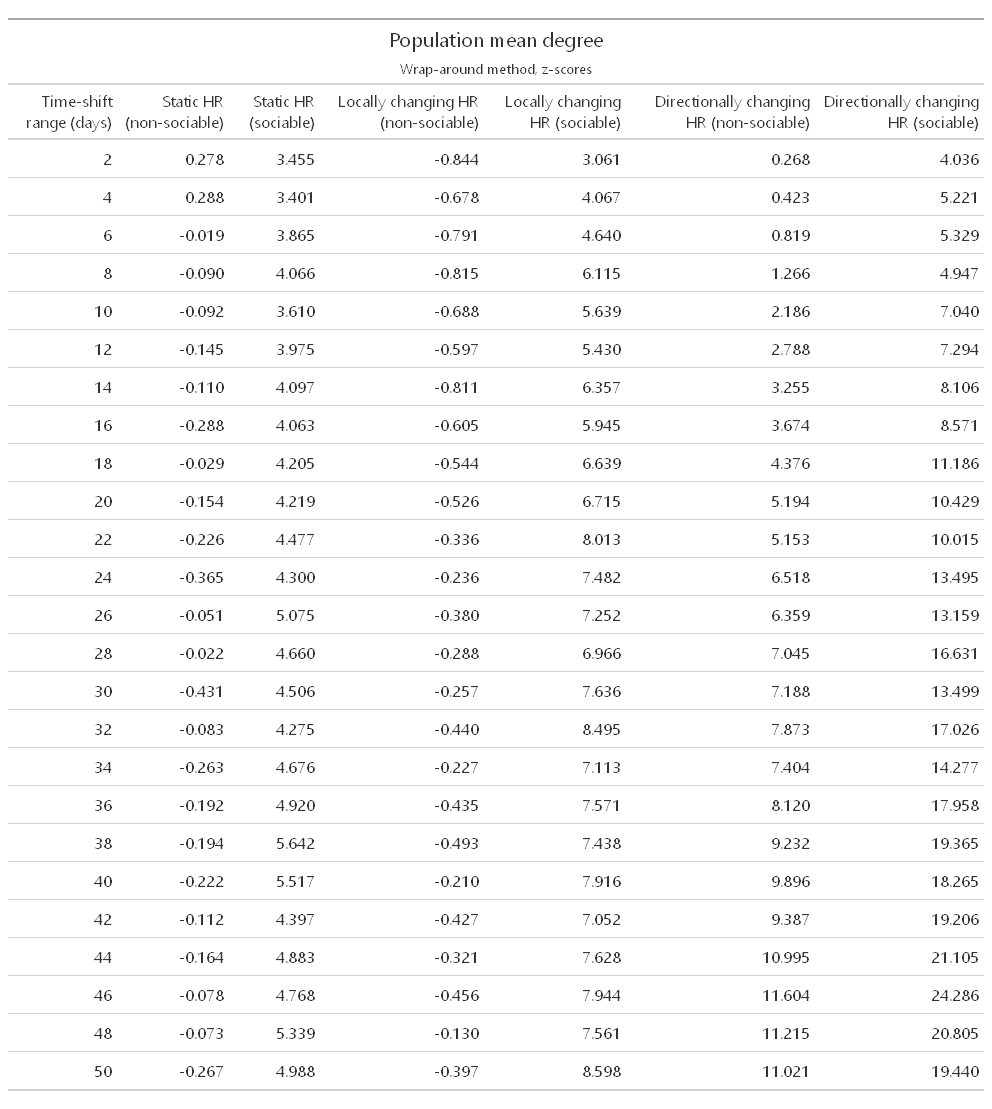 Population mean degree
Wrap-around method, z-scores
Time-shift range (days) Static HR (non-sociable) Static HR (sociable) Locally changing HR (non-sociable) Locally changing HR (sociable) Directionally changing HR (non-sociable) Directionally changing HR (sociable)
2 0.278 3.455 -0.844 3.061 0.268 4.036
4 0.288 3.401 -0.678 4.067 0.423 5.221
6 -0.019 3.865 -0.791 4.640 0.819 5.329
8 -0.090 4.066 -0.815 6.115 1.266 4.947
10 -0.092 3.610 -0.688 5.639 2.186 7.040
12 -0.145 3.975 -0.597 5.430 2.788 7.294
14 -0.110 4.097 -0.811 6.357 3.255 8.106
16 -0.288 4.063 -0.605 5.945 3.674 8.571
18 -0.029 4.205 -0.544 6.639 4.376 11.186
20 -0.154 4.219 -0.526 6.715 5.194 10.429
22 -0.226 4.477 -0.336 8.013 5.153 10.015
24 -0.365 4.300 -0.236 7.482 6.518 13.495
26 -0.051 5.075 -0.380 7.252 6.359 13.159
28 -0.022 4.660 -0.288 6.966 7.045 16.631
30 -0.431 4.506 -0.257 7.636 7.188 13.499
32 -0.083 4.275 -0.440 8.495 7.873 17.026
34 -0.263 4.676 -0.227 7.113 7.404 14.277
36 -0.192 4.920 -0.435 7.571 8.120 17.958
38 -0.194 5.642 -0.493 7.438 9.232 19.365
40 -0.222 5.517 -0.210 7.916 9.896 18.265
42 -0.112 4.397 -0.427 7.052 9.387 19.206
44 -0.164 4.883 -0.321 7.628 10.995 21.105
46 -0.078 4.768 -0.456 7.944 11.604 24.286
48 -0.073 5.339 -0.130 7.561 11.215 20.805
50 -0.267 4.988 -0.397 8.598 11.021 19.440